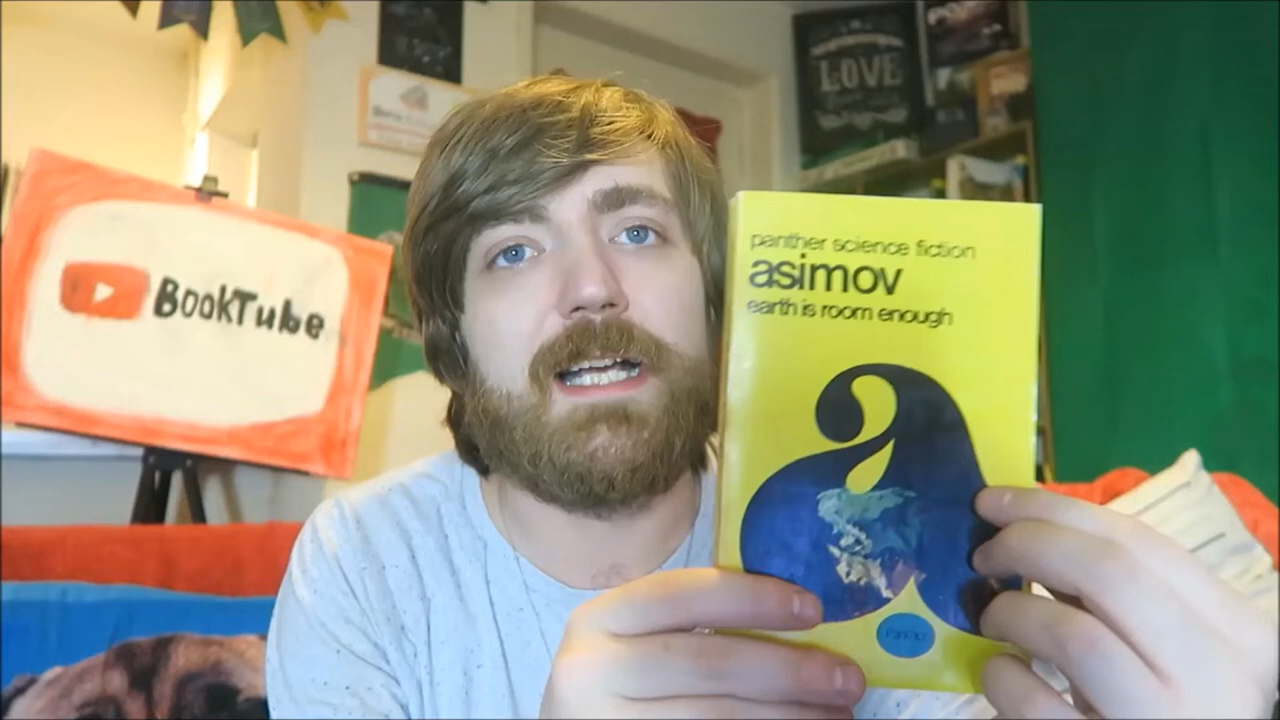 BookTube
LOVE
panther science fiction
asimov
earth is room enough
Panther